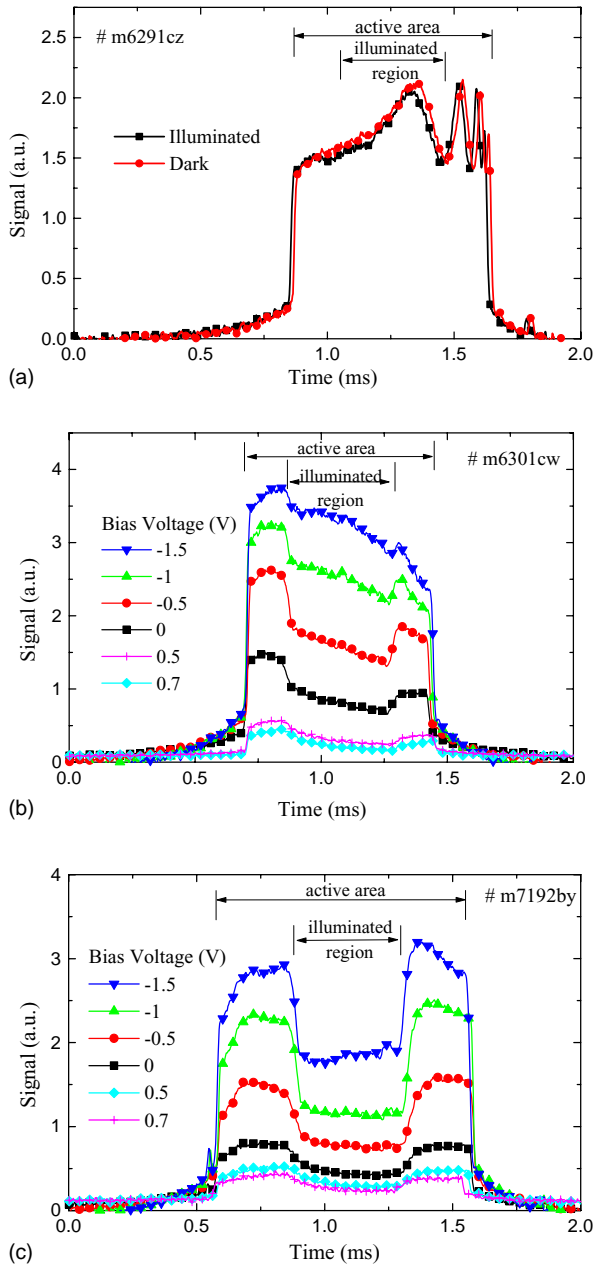 # m6291cz
active area
illuminated
region
Illuminated
Dark
Signal (a.u.)
2.5
2.0
1.5
1.0
0.5
0.0
0.0 0.5 1.0 1.5 2.0
Time (ms)
(a)
# m6301cw
active area
illuminated
region
Bias Voltage (V)
-1.5
-1
-0.5
0
0.5
0.7
Signal (a.u.)
4
3
2
1
0
0.0 0.5 1.0 1.5 2.0
Time (ms)
(b)
# m7192by
active area
illuminated
region
Bias Voltage (V)
-1.5
-1
-0.5
0
0.5
0.7
Signal (a.u.)
4
3
2
1
0
0.0 0.5 1.0 1.5 2.0
Time (ms)
(c)